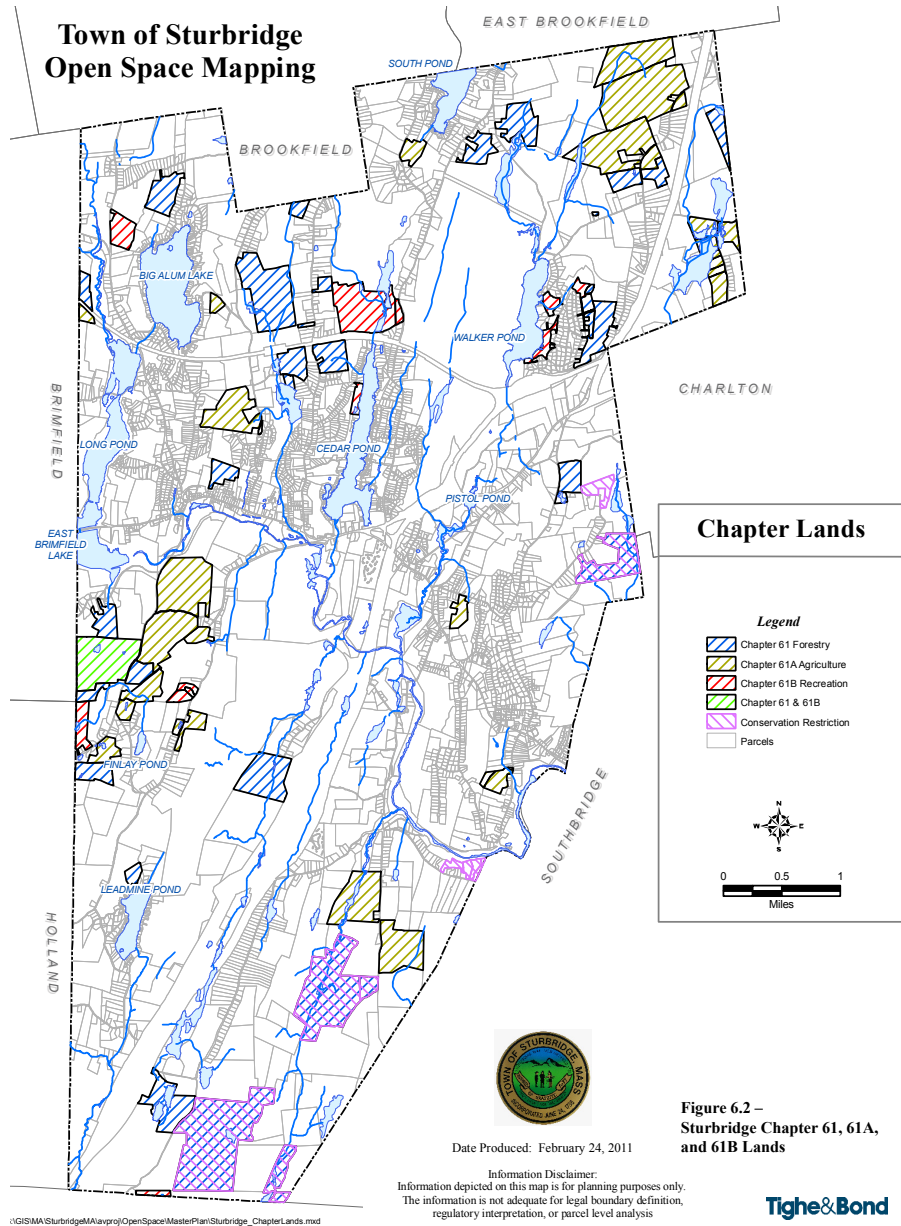 Town of Sturbridge
Open Space Mapping
EAST BROOKFIELD
SOUTH POND
BROOKFIELD
BIG ALUM LAKE
WALKER POND
BRIMFIELD
CHARLTON
LONG POND
CEDAR POND
PISTOL POND
EAST
BRIMFIELD
LAKE
Chapter Lands
Legend
Chapter 61 Forestry
Chapter 61A Agriculture
Chapter 61B Recreation
Chapter 61 & 61B
Conservation Restriction
Parcels
N
W E
S
0 0.5 1
Miles
FINLAY POND
SOUTHBRIDGE
LEADMINE POND
HOLLAND
TOWN OF STURBRIDGE, MASS
INCORPORATED JUNE 24, 1738
Date Produced: February 24, 2011
Figure 6.2 –
Sturbridge Chapter 61, 61A,
and 61B Lands
Information Disclaimer:
Information depicted on this map is for planning purposes only.
The information is not adequate for legal boundary definition,
regulatory interpretation, or parcel level analysis
Tighe&Bond
:\GIS\MA\SturbridgeMA\avproj\OpenSpace\MasterPlan\Sturbridge_ChapterLands.mxd